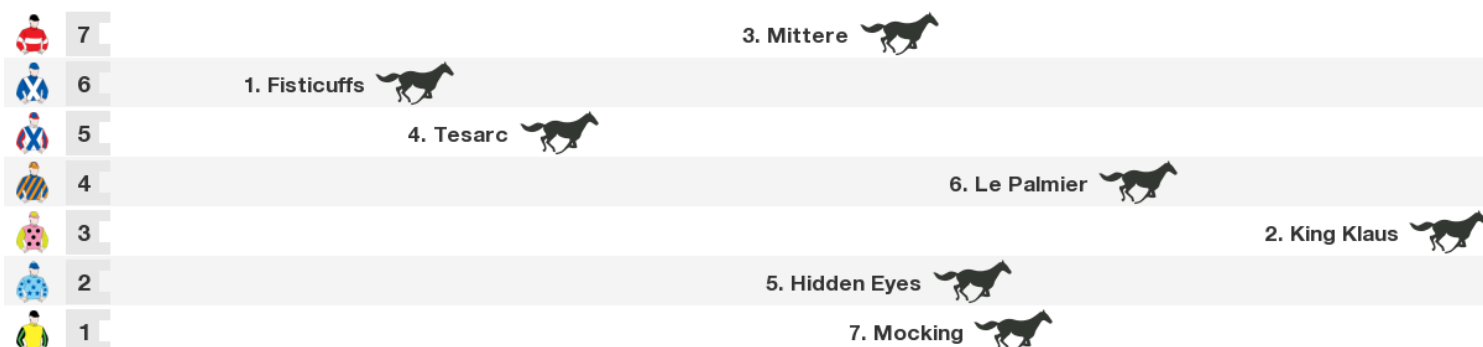 7 3. Mittere
6 1. Fisticuffs
5 4. Tesarc
4 6. Le Palmier
3 2. King Klaus
2 5. Hidden Eyes
1 7. Mocking